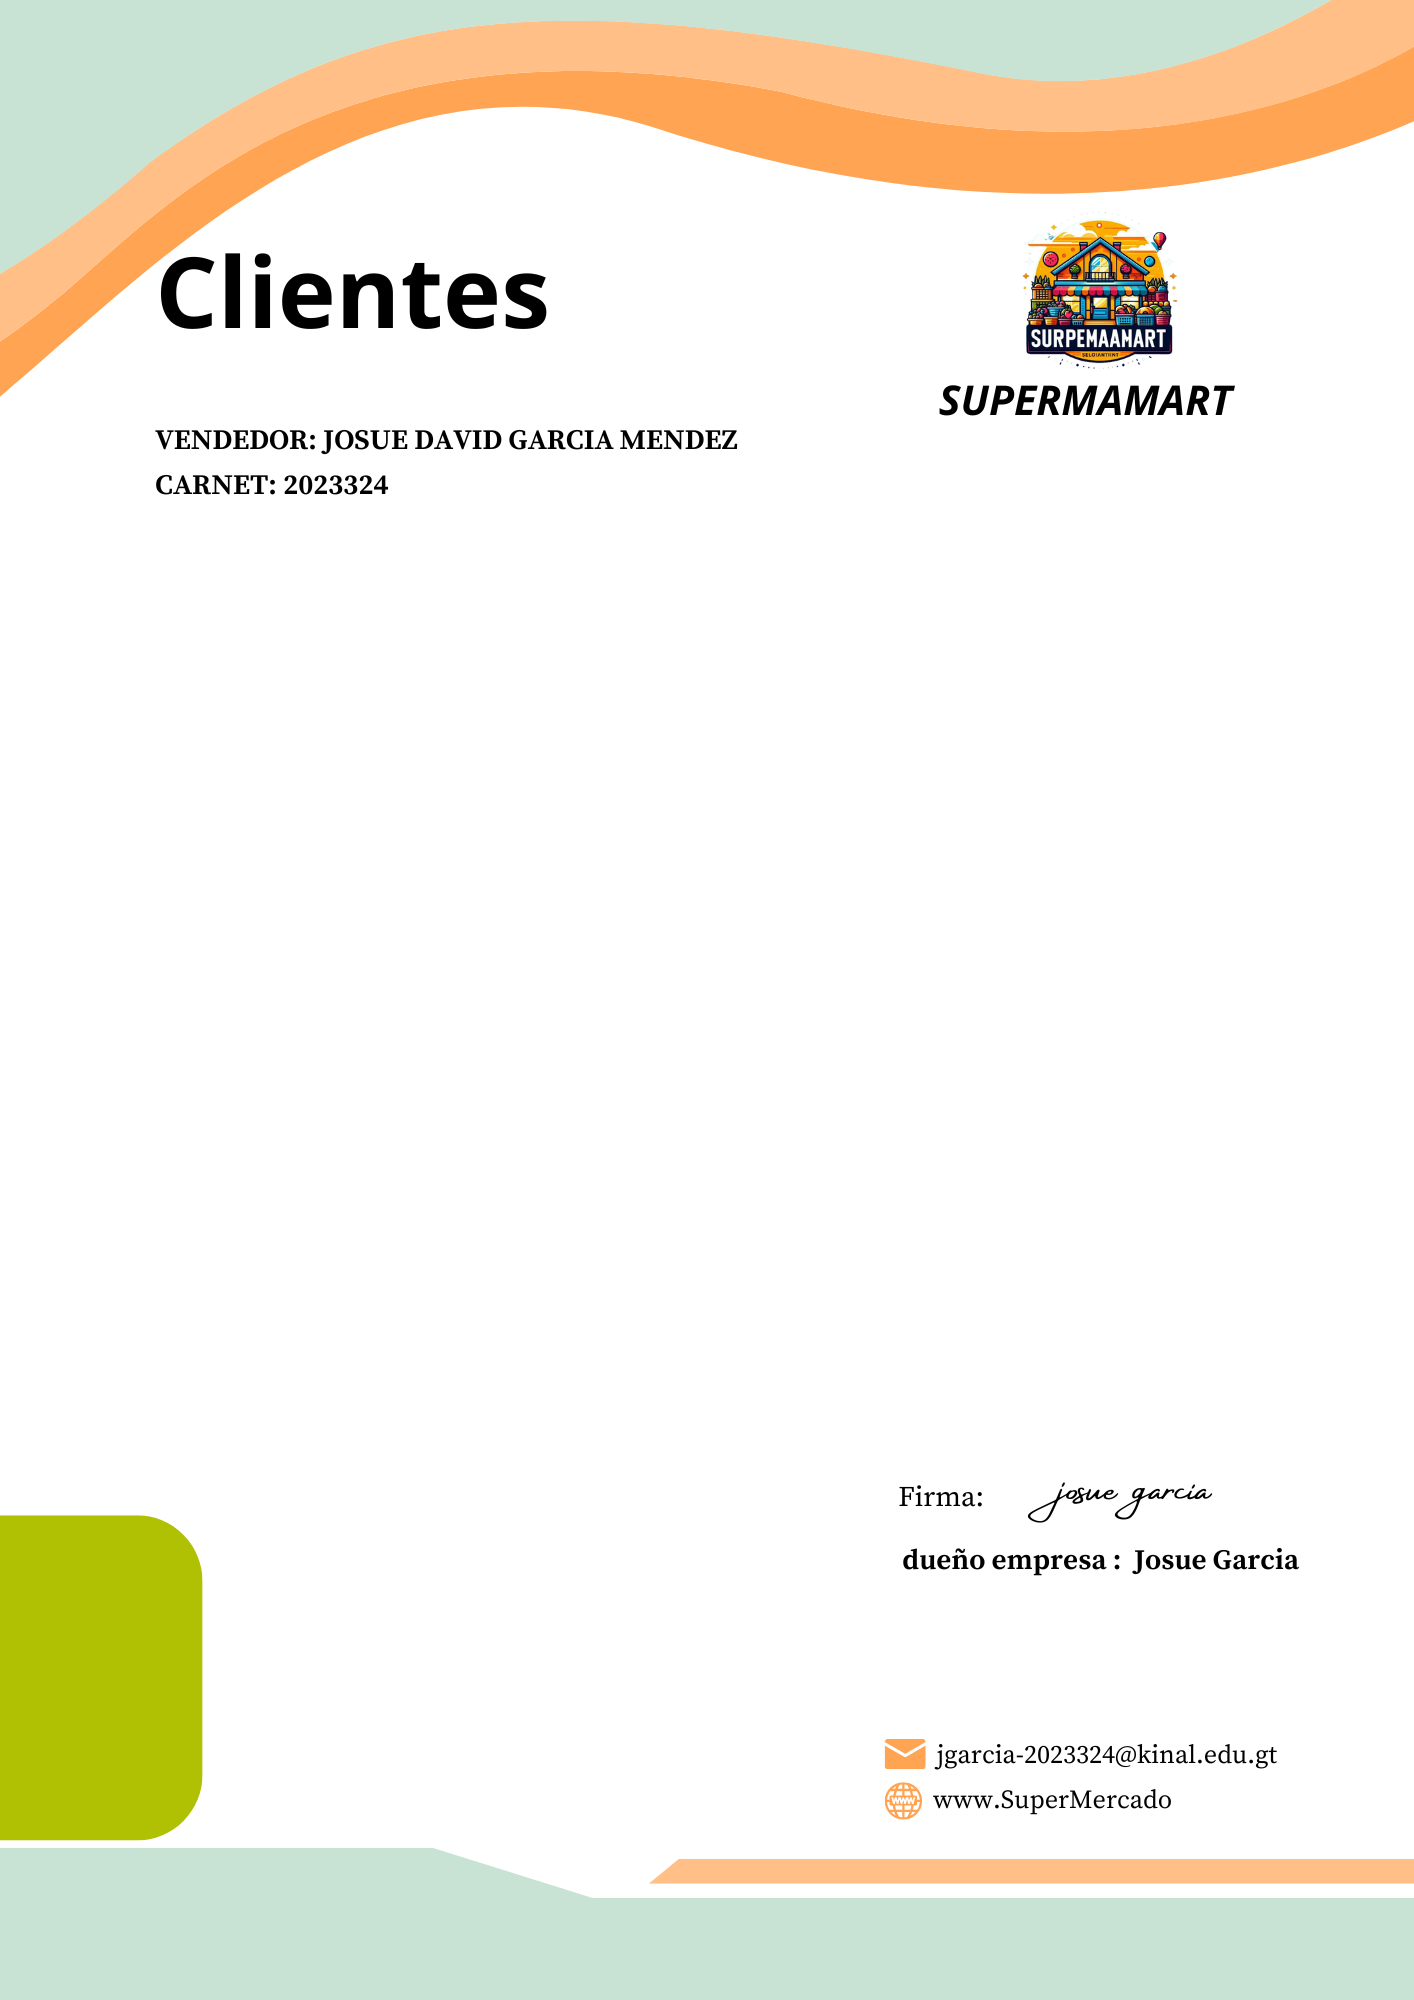 Clientes
SURPEMAAMART
SUPERMAMART
VENDEDOR: JOSUE DAVID GARCIA MENDEZ
CARNET: 2023324
Firma: josue garcia
dueño empresa : Josue Garcia
jgarcia-2023324@kinal.edu.gt
www
www.SuperMercado